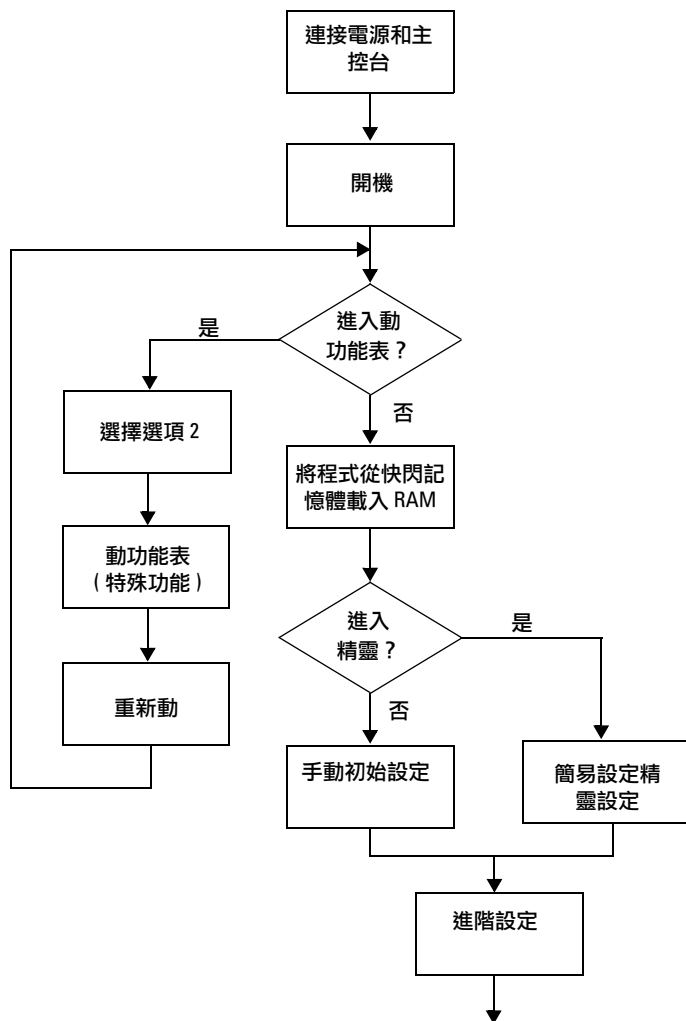 連接電源和主
控台
開機
進入動
功能表？
是
否
選擇選項 2
將程式從快閃記
憶體載入 RAM
動功能表
( 特殊功能 )
進入
精靈？
是
否
重新動
手動初始設定
簡易設定精
靈設定
進階設定